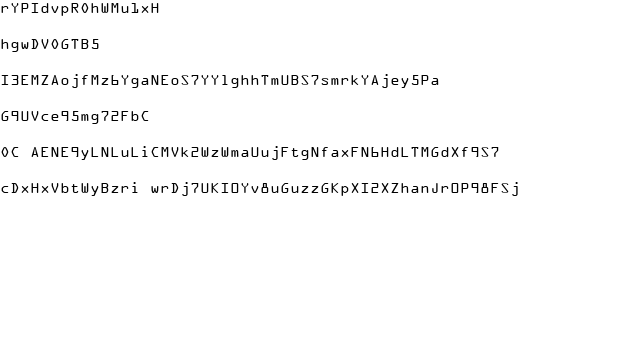 rYPIdvpR0hWMu1xH
hgwDV0GTB5
I3EMZAojfMz6YgaNEoS7YY1ghhTmUBS7smrkYAjey5Pa
G9UVce95mg72FbC
0C AENE9yLNLuLiCMVk2WzWmaUujFtgNfaxFN6HdLTMGdXf9S7
cDxHxVbtWyBzri wrDj7UKIOYv8uGuzzGKpXI2XZhanJrOP98FSj